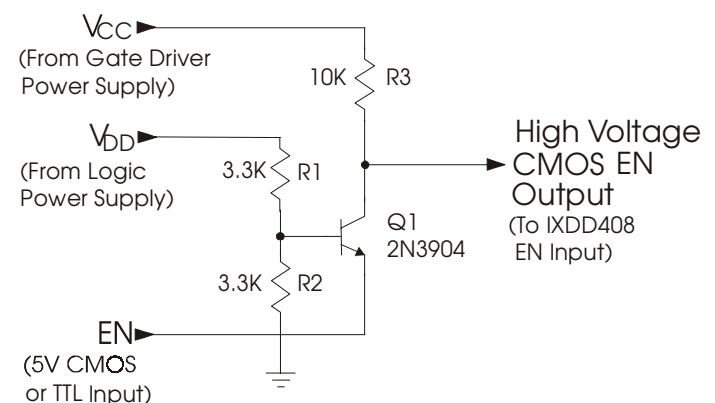 VCC
(From Gate Driver
Power Supply)
10K R3
VDD
(From Logic
Power Supply)
3.3K R1
High Voltage
CMOS EN
Output
(To IXDD408
EN Input)
Q1
2N3904
3.3K R2
EN
(5V CMOS
or TTL Input)